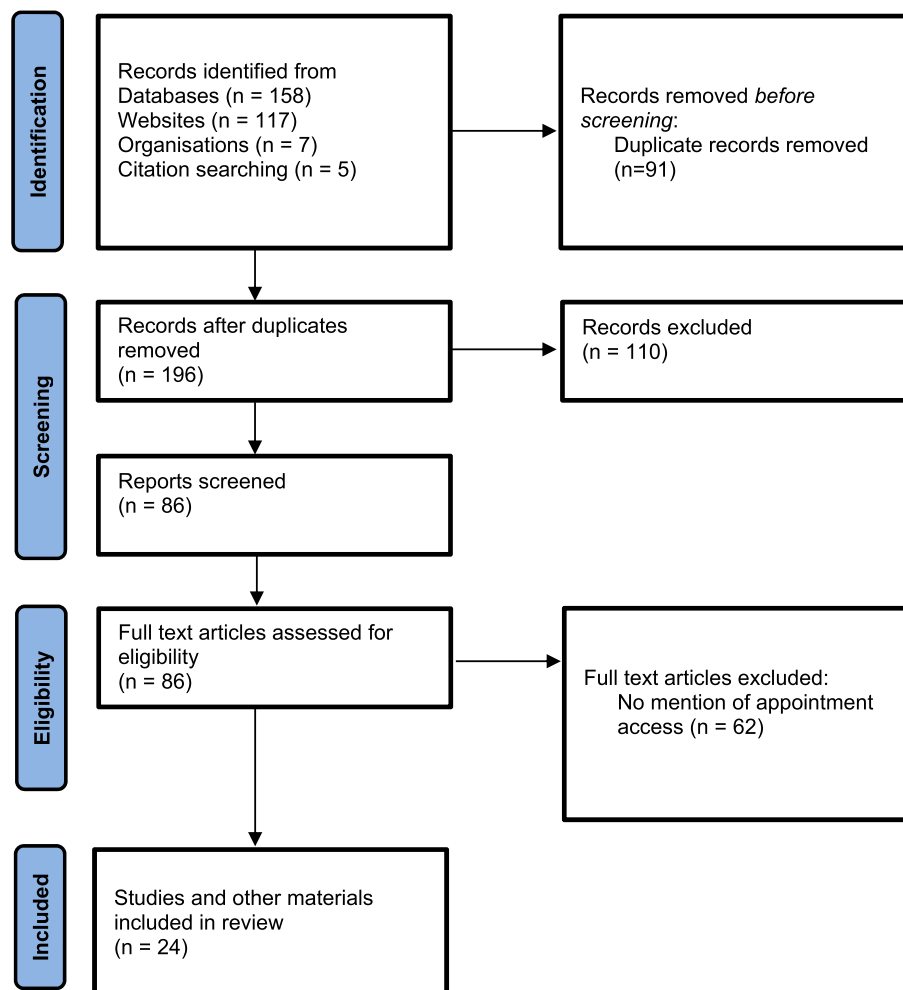 Identification
Records identified from
Databases (n = 158)
Websites (n = 117)
Organisations (n = 7)
Citation searching (n = 5)
Records removed before
screening:
Duplicate records removed
(n=91)
Screening
Records after duplicates
removed
(n = 196)
Records excluded
(n = 110)
Reports screened
(n = 86)
Eligibility
Full text articles assessed for
eligibility
(n = 86)
Full text articles excluded:
No mention of appointment
access (n = 62)
Included
Studies and other materials
included in review
(n = 24)